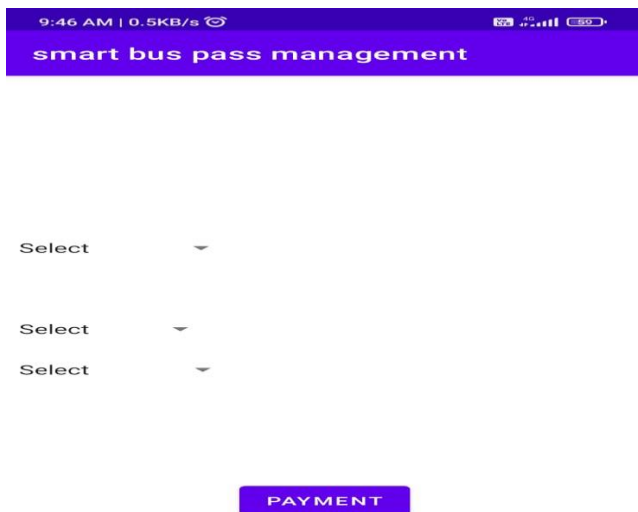 9:46 AM | 0.5KB/s
4G
59
smart bus pass management
Select
Select
Select
PAYMENT